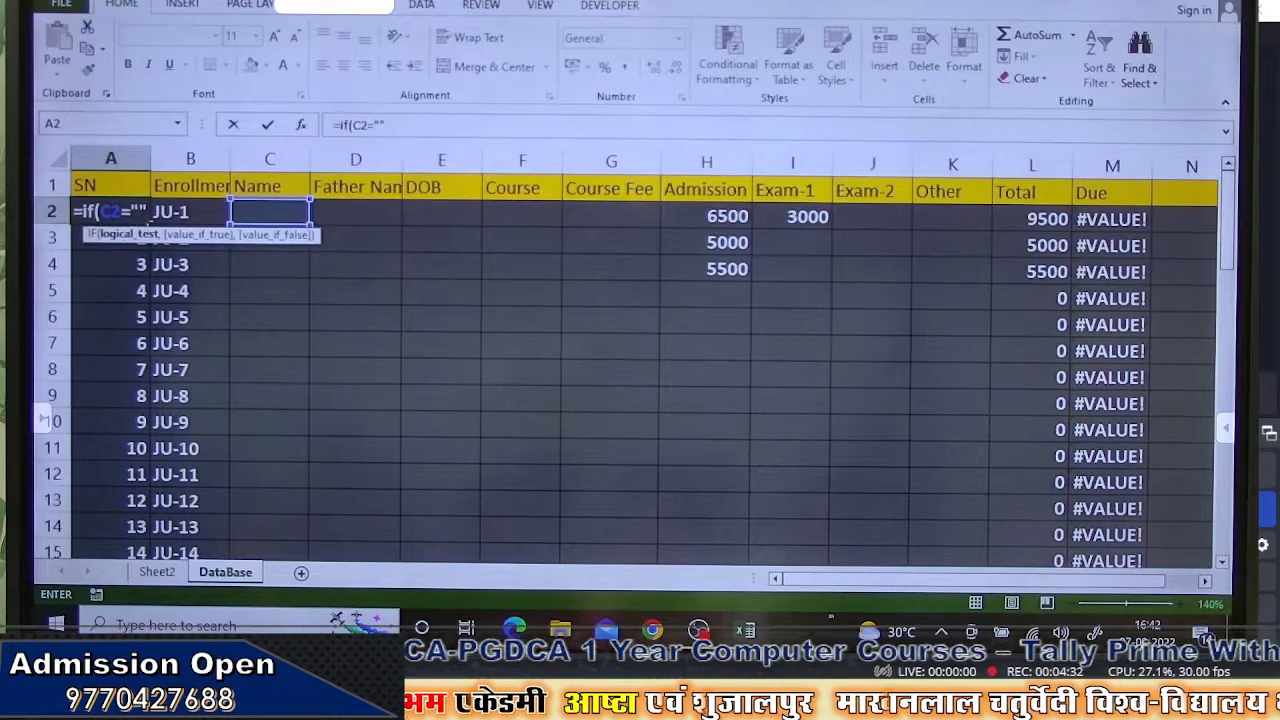 FILE HOME INSERT PAGE LAY DATA REVIEW VIEW DEVELOPER Sign in
11 A A Wrap Text General AutoSum
Paste B I U A Merge & Center % Conditional Formatting Format as Table Cell Styles Insert Delete Format Fill Clear Sort & Filter Find & Select
Clipboard Font Alignment Number Styles Cells Editing
A2 fx =if(C2=""
A B C D E F G H I J K L M N
1 SN Enrollmer Name Father Nam DOB Course Course Fee Admission Exam-1 Exam-2 Other Total Due
2 =if(C2="" JU-1 6500 3000 9500 #VALUE!
IF(logical_test, [value_if_true], [value_if_false])
3 5000 5000 #VALUE!
4 3 JU-3 5500 5500 #VALUE!
5 4 JU-4 0 #VALUE!
6 5 JU-5 0 #VALUE!
7 6 JU-6 0 #VALUE!
8 7 JU-7 0 #VALUE!
9 8 JU-8 0 #VALUE!
10 9 JU-9 0 #VALUE!
11 10 JU-10 0 #VALUE!
12 11 JU-11 0 #VALUE!
13 12 JU-12 0 #VALUE!
14 13 JU-13 0 #VALUE!
15 14 JU-14 0 #VALUE!
Sheet2 DataBase
ENTER 140%
Type here to search 30°C 16:42
Admission Open CA-PGDCA 1 Year Computer Courses – Tally Prime With
LIVE: 00:00:00 REC: 00:04:32 CPU: 27.1%, 30.00 fps
9770427688 भम एकेडमी आष्टा एवं शुजालपुर माखनलाल चतुर्वेदी विश्व-विद्यालय